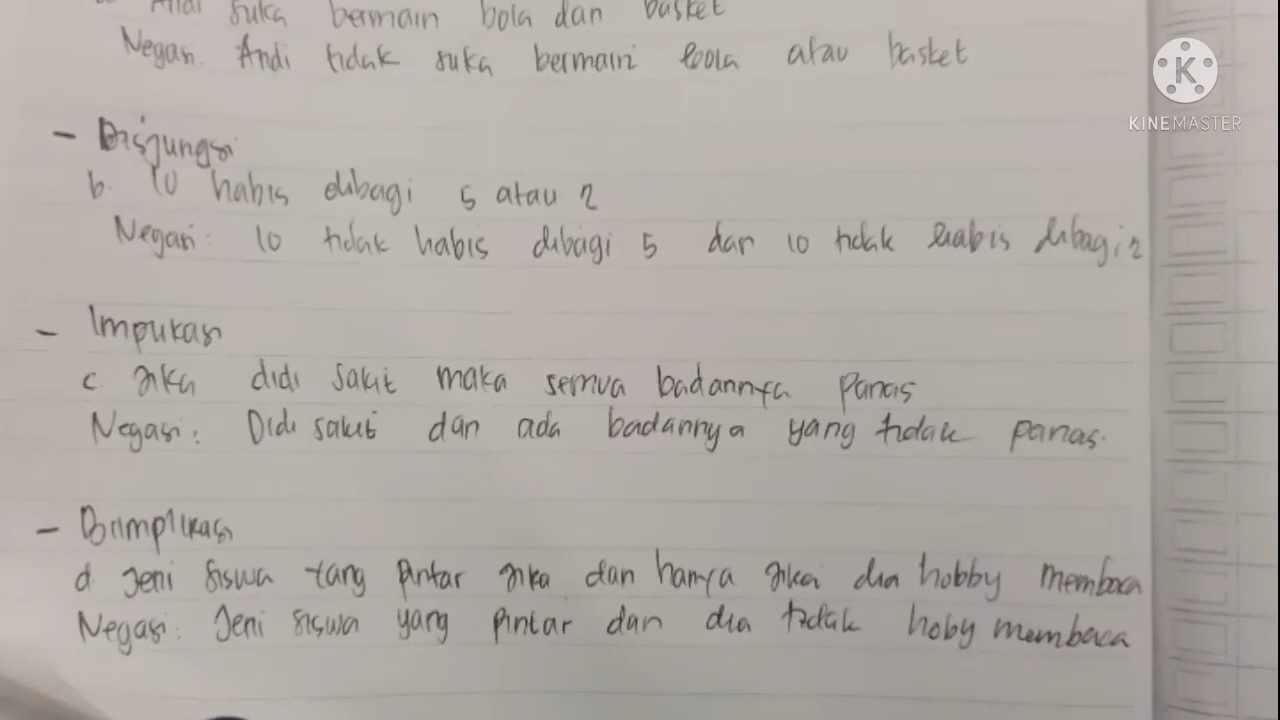 Andi suka bermain bola dan basket
Negasi. Andi tidak suka bermain bola atau basket
KINEMASTER
- Disjungsi
b. 10 habis dibagi 5 atau 2
Negasi: 10 tidak habis dibagi 5 dan 10 tidak habis dibagi 2
- Implikasi
c Jika didi sakit maka semua badannya panas
Negasi: Didi sakit dan ada badannya yang tidak panas.
- Biimplikasi
d Jeni siswa yang pintar jika dan hanya jika dia hobby membaca
Negasi: Jeni siswa yang pintar dan dia tidak hoby membaca